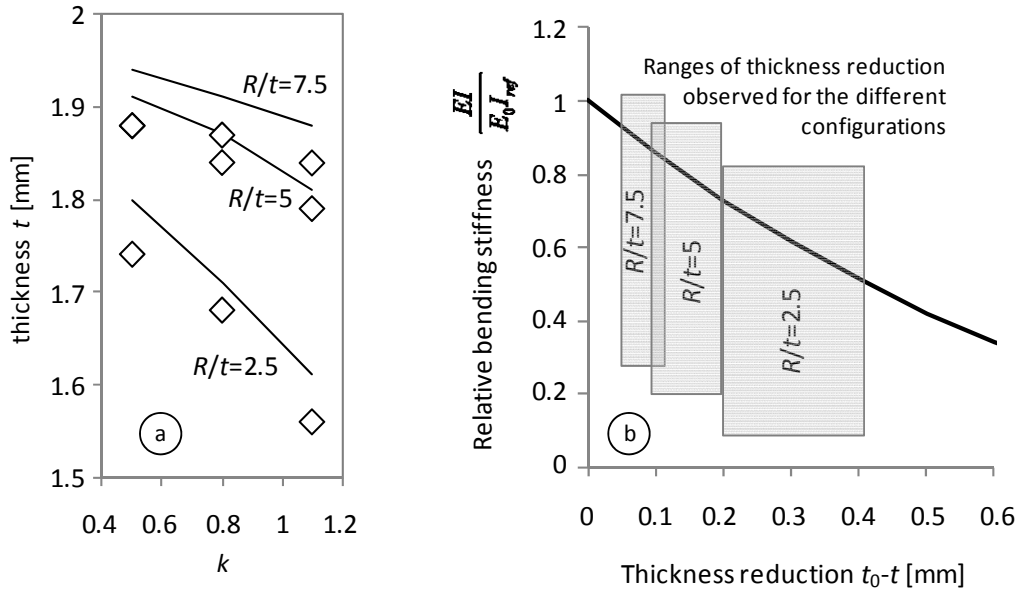 2
1.9
1.8
1.7
1.6
1.5
thickness t [mm]
0.4 0.6 0.8 1 1.2
k
R/t=7.5
R/t=5
R/t=2.5
a
1.2
1
0.8
0.6
0.4
0.2
0
Relative bending stiffness
EI
E₀I_ref
0 0.1 0.2 0.3 0.4 0.5 0.6
Thickness reduction t₀-t [mm]
Ranges of thickness reduction
observed for the different
configurations
R/t=7.5
R/t=5
R/t=2.5
b